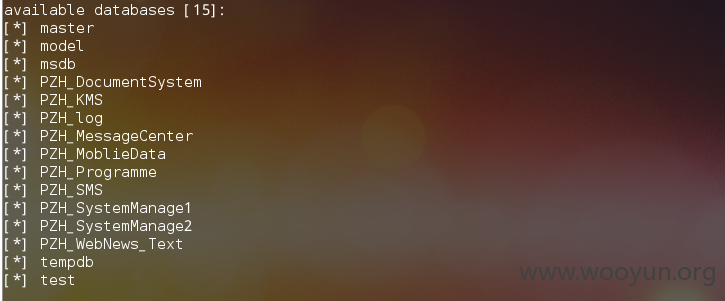 available databases [15]:
[*] master
[*] model
[*] msdb
[*] PZH_DocumentSystem
[*] PZH_KMS
[*] PZH_log
[*] PZH_MessageCenter
[*] PZH_MoblieData
[*] PZH_Programme
[*] PZH_SMS
[*] PZH_SystemManage1
[*] PZH_SystemManage2
[*] PZH_WebNews_Text
[*] tempdb
[*] test
www.wooyun.org